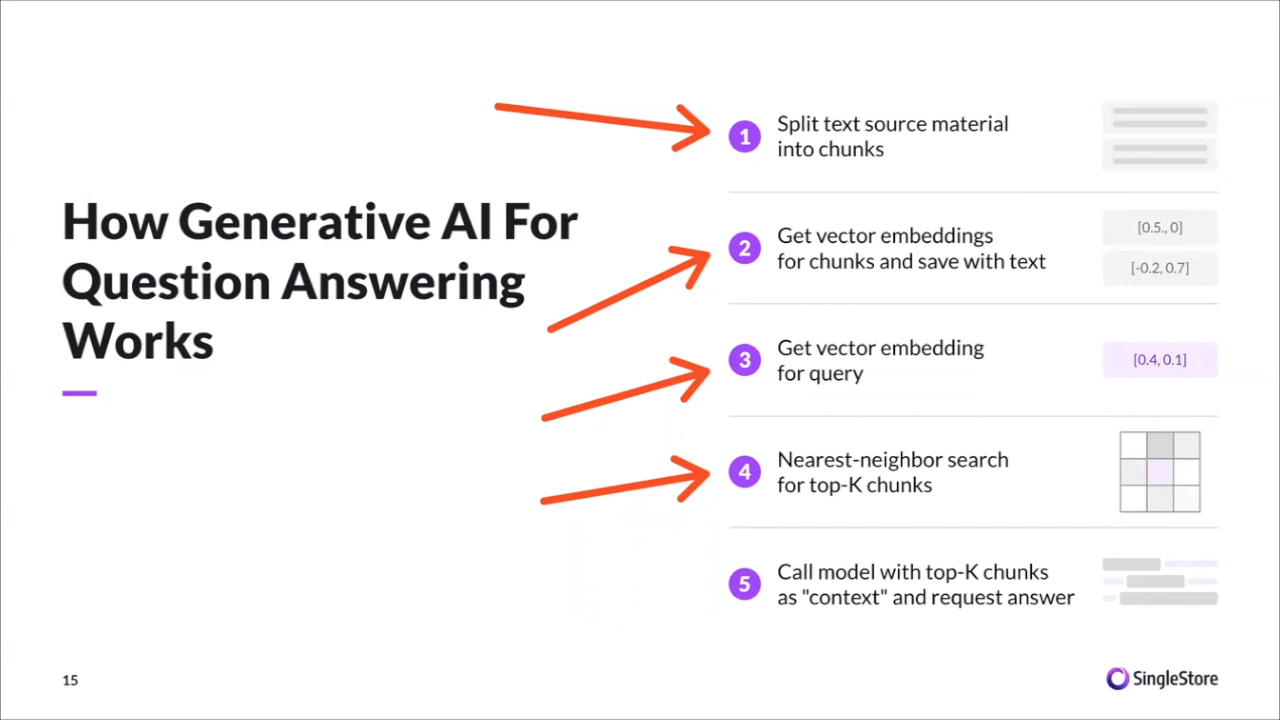 How Generative AI For
Question Answering
Works
1
Split text source material
into chunks
2
Get vector embeddings
for chunks and save with text
[0.5., 0]
[-0.2, 0.7]
3
Get vector embedding
for query
[0.4, 0.1]
4
Nearest-neighbor search
for top-K chunks
5
Call model with top-K chunks
as "context" and request answer
15
SingleStore